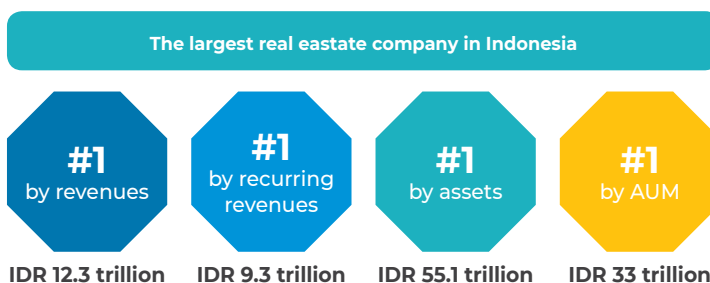 The largest real eastate company in Indonesia
#1
by revenues
#1
by recurring
revenues
#1
by assets
#1
by AUM
IDR 12.3 trillion
IDR 9.3 trillion
IDR 55.1 trillion
IDR 33 trillion